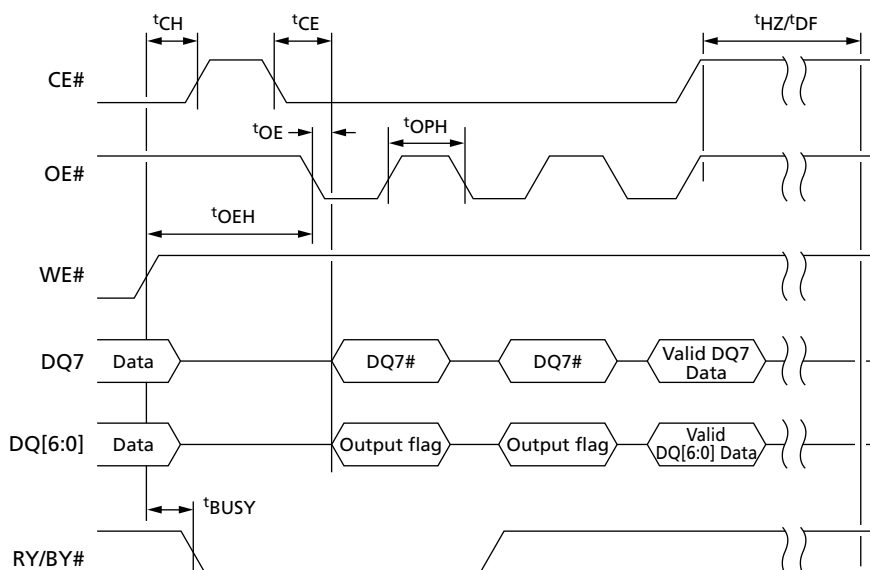 tCH
tCE
tHZ/tDF
CE#
tOE
tOPH
OE#
tOEH
WE#
DQ7
Data
DQ7#
DQ7#
Valid DQ7
Data
DQ[6:0]
Data
Output flag
Output flag
Valid
DQ[6:0] Data
tBUSY
RY/BY#